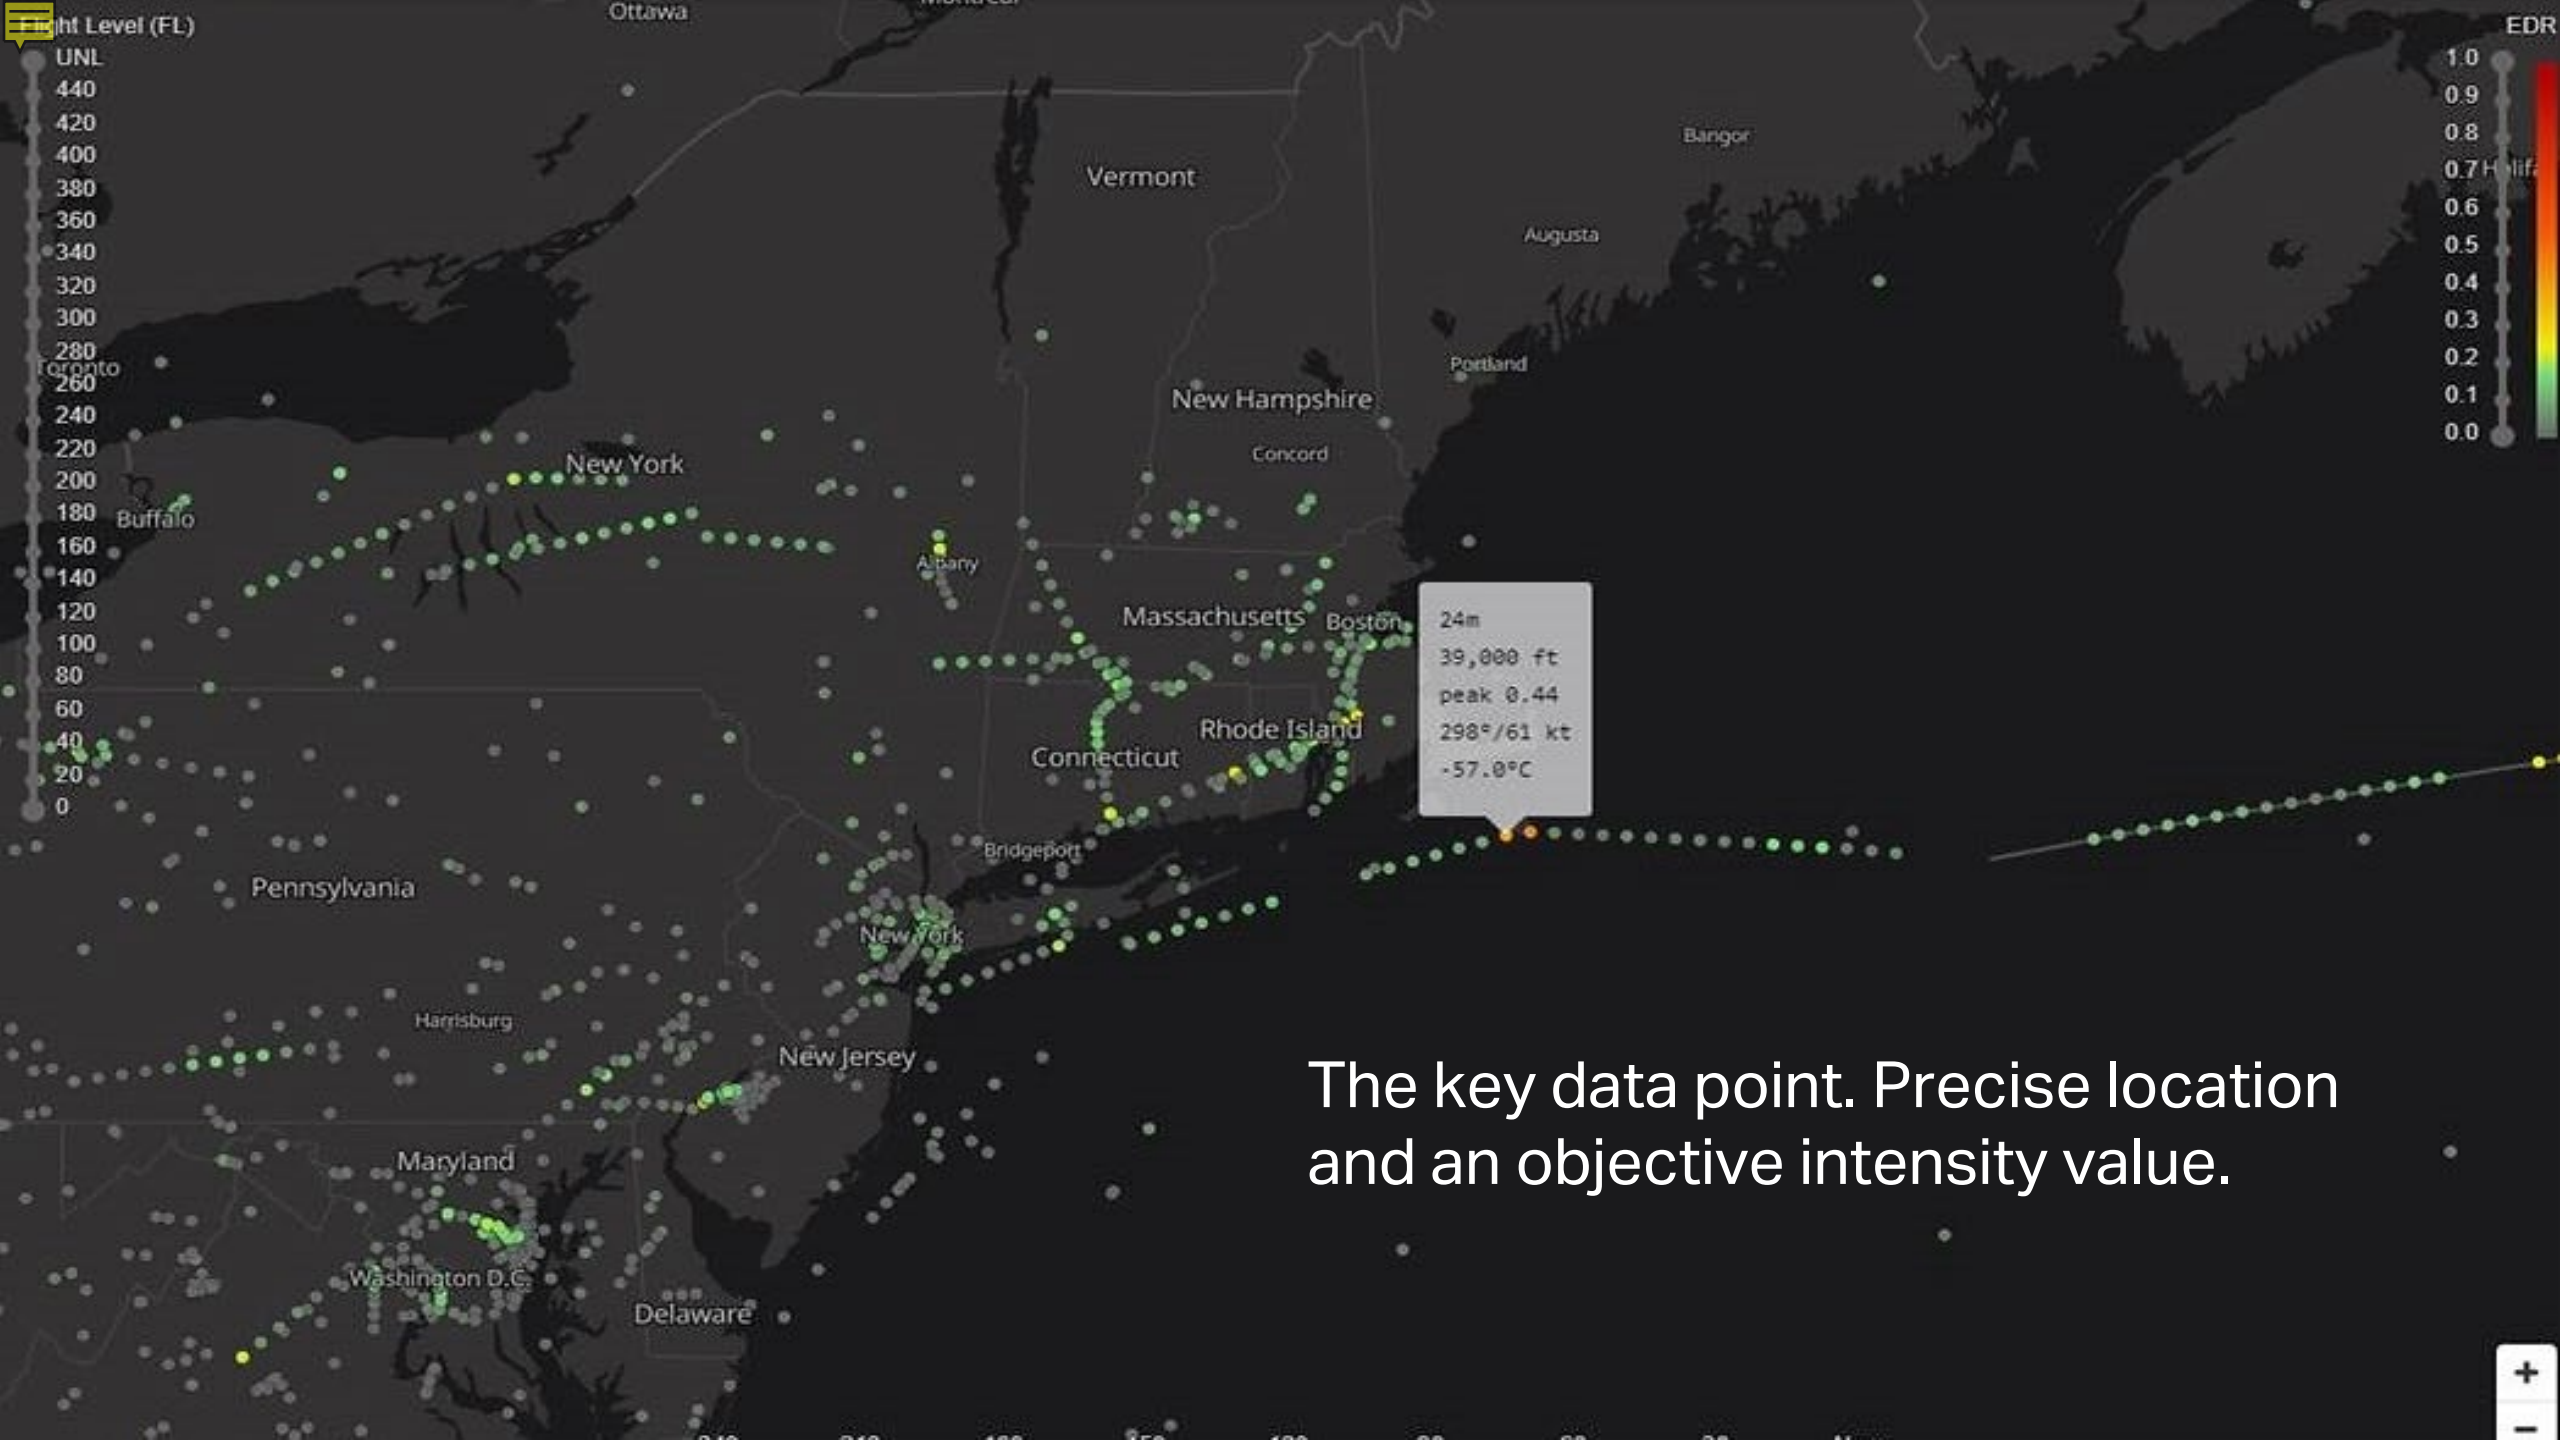 Ottawa
Montréal
Flight Level (FL)
EDR
UNL
440
420
400
380
360
340
320
300
280
260
240
220
200
180
160
140
120
100
80
60
40
20
0
1.0
0.9
0.8
0.7
0.6
0.5
0.4
0.3
0.2
0.1
0.0
Bangor
Vermont
Augusta
Toronto
Portland
New Hampshire
Concord
New York
Buffalo
Albany
Massachusetts
Boston
24m
39,000 ft
peak 0.44
298°/61 kt
-57.0°C
Rhode Island
Connecticut
Bridgeport
Pennsylvania
New York
Harrisburg
New Jersey
The key data point. Precise location
and an objective intensity value.
Maryland
Washington D.C.
Delaware
+
−